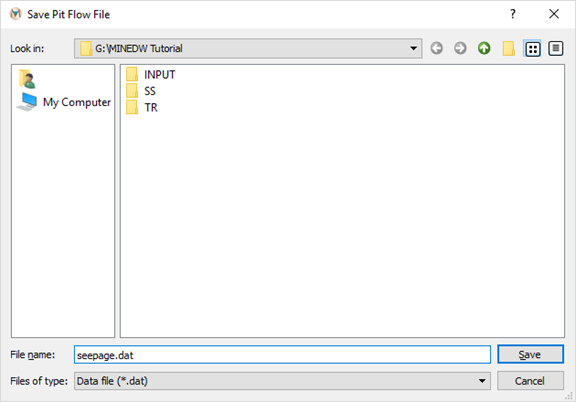 Save Pit Flow File
?
Look in: G:\MINEDW Tutorial
My Computer
INPUT
SS
TR
File name: seepage.dat Save
Files of type: Data file (*.dat) Cancel